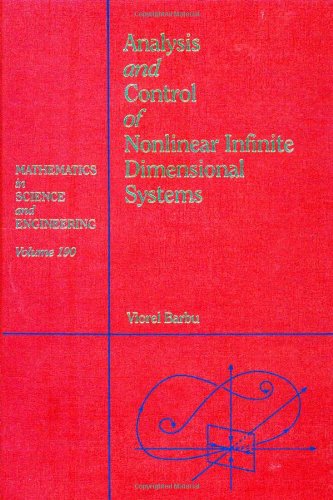 Analysis
and
Control
of
Nonlinear Infinite
Dimensional
Systems
MATHEMATICS
in
SCIENCE
and
ENGINEERING
Volume 190
Viorel Barbu